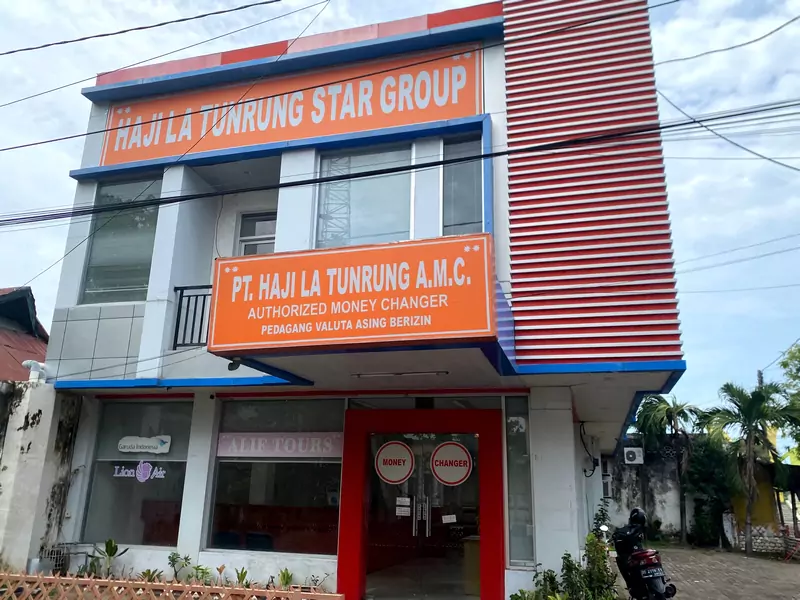 "HAJI LA TUNRUNG STAR GROUP"
"PT. HAJI LA TUNRUNG A.M.C."
AUTHORIZED MONEY CHANGER
PEDAGANG VALUTA ASING BERIZIN
Garuda Indonesia
Lion Air
ALIF TOURS
MONEY
CHANGER